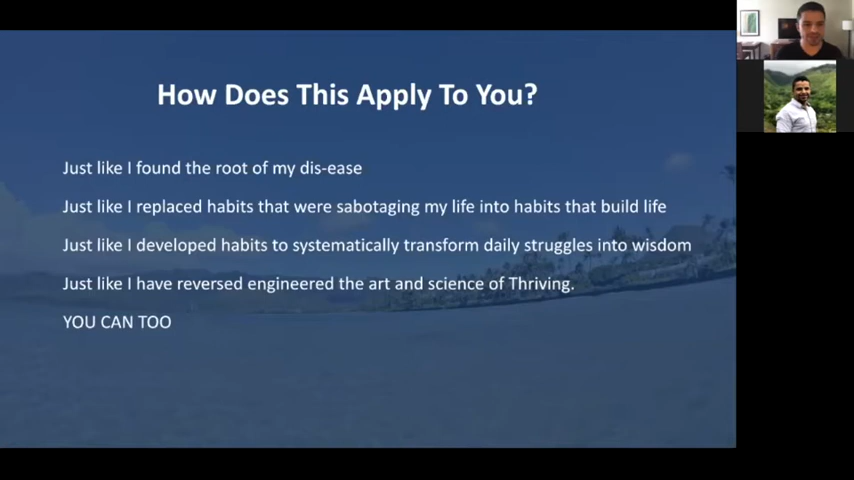 How Does This Apply To You?
Just like I found the root of my dis-ease
Just like I replaced habits that were sabotaging my life into habits that build life
Just like I developed habits to systematically transform daily struggles into wisdom
Just like I have reversed engineered the art and science of Thriving.
YOU CAN TOO